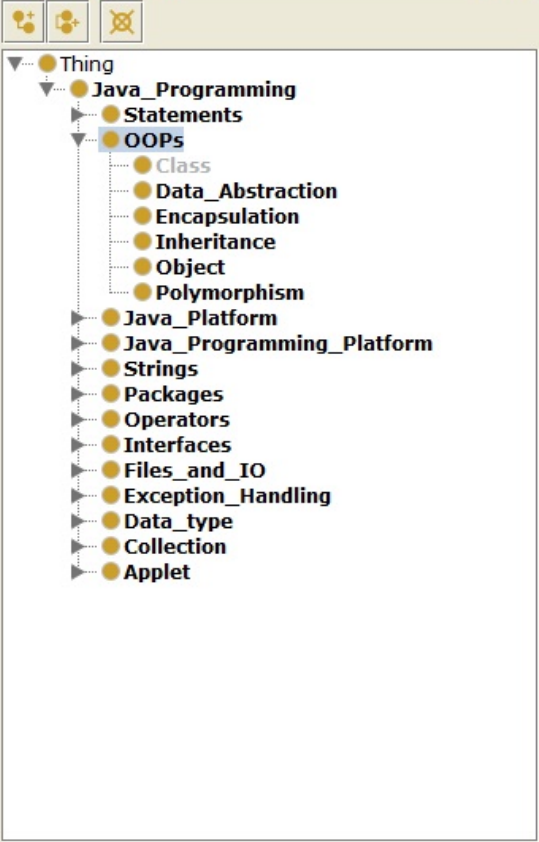 Thing
Java_Programming
Statements
OOPs
Class
Data_Abstraction
Encapsulation
Inheritance
Object
Polymorphism
Java_Platform
Java_Programming_Platform
Strings
Packages
Operators
Interfaces
Files_and_IO
Exception_Handling
Data_type
Collection
Applet